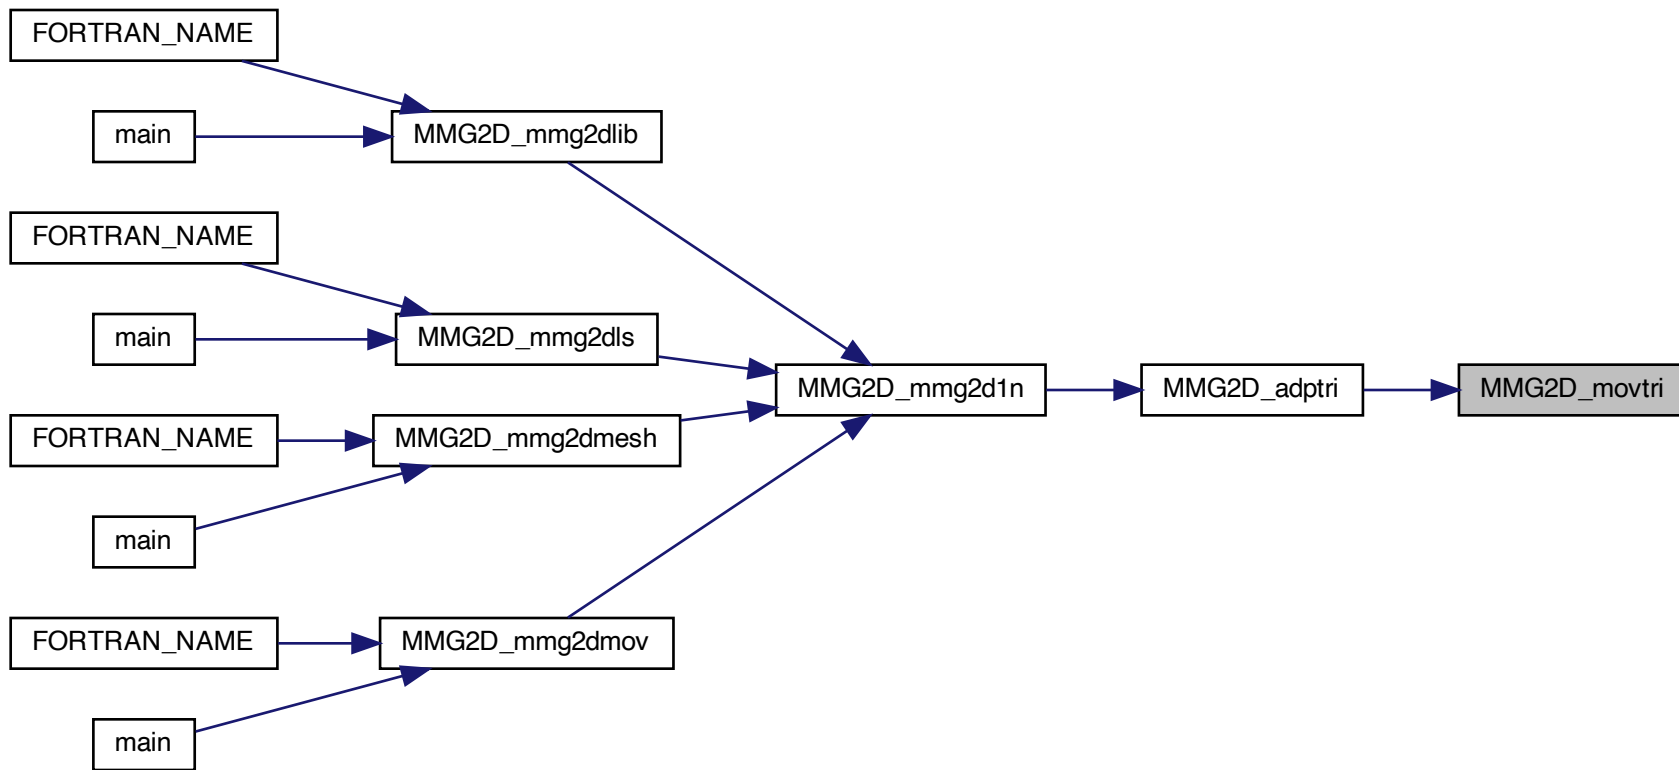 FORTRAN_NAME
main
MMG2D_mmg2dlib
FORTRAN_NAME
main
MMG2D_mmg2dls
MMG2D_mmg2d1n
MMG2D_adptri
MMG2D_movtri
FORTRAN_NAME
MMG2D_mmg2dmesh
main
FORTRAN_NAME
MMG2D_mmg2dmov
main